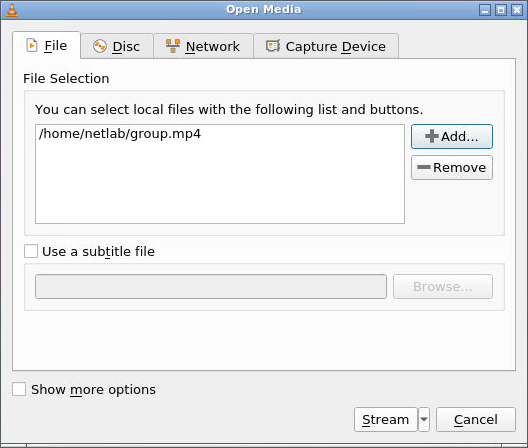 Open Media
File
Disc
Network
Capture Device
File Selection
You can select local files with the following list and buttons.
/home/netlab/group.mp4
Add...
Remove
Use a subtitle file
Browse...
Show more options
Stream
Cancel